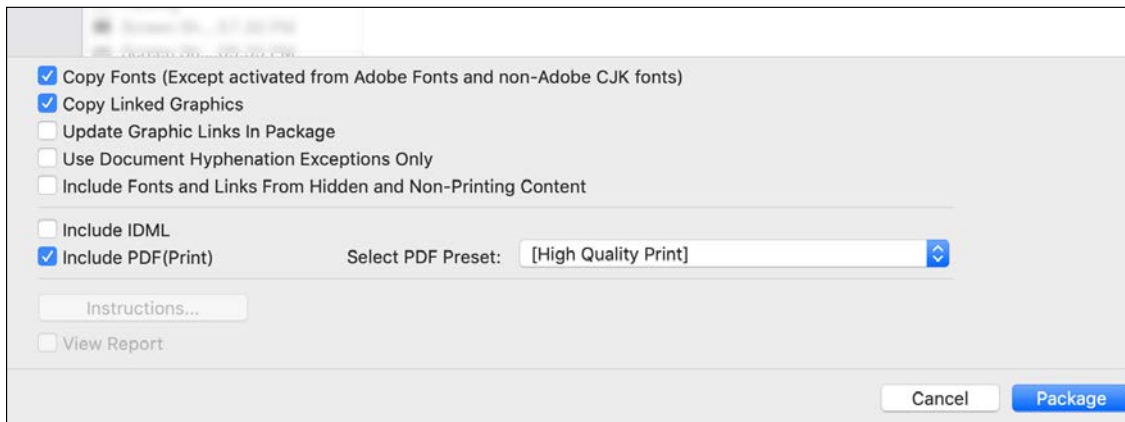 Copy Fonts (Except activated from Adobe Fonts and non-Adobe CJK fonts)
Copy Linked Graphics
Update Graphic Links In Package
Use Document Hyphenation Exceptions Only
Include Fonts and Links From Hidden and Non-Printing Content
Include IDML
Include PDF(Print) Select PDF Preset: [High Quality Print]
Instructions...
View Report
Cancel Package